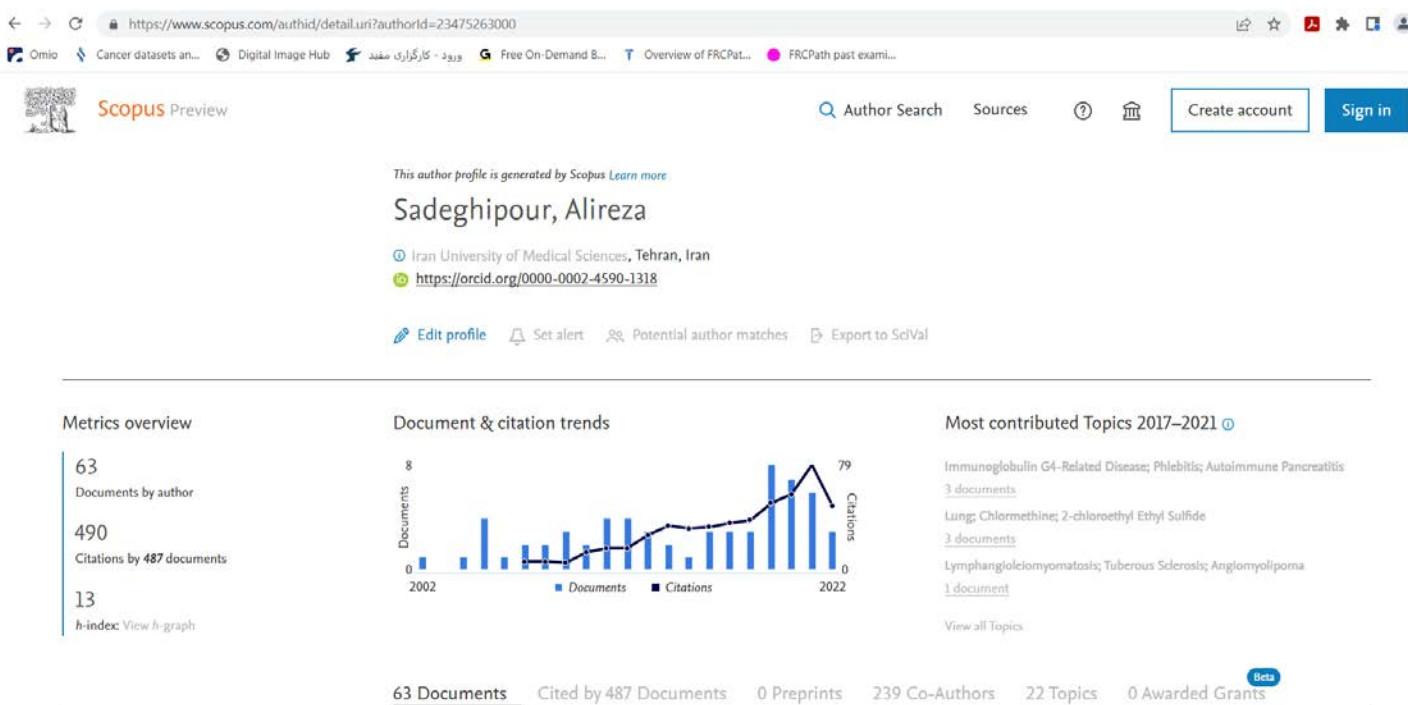 https://www.scopus.com/authid/detail.uri?authorId=23475263000
Omio Cancer datasets an... Digital Image Hub ورود - کارگزاری مفید Free On-Demand B... Overview of FRCPat... FRCPath past exami...
Scopus Preview Author Search Sources Create account Sign in
This author profile is generated by Scopus Learn more
Sadeghipour, Alireza
Iran University of Medical Sciences, Tehran, Iran
https://orcid.org/0000-0002-4590-1318
Edit profile Set alert Potential author matches Export to SciVal
Metrics overview
63
Documents by author
490
Citations by 487 documents
13
h-index: View h-graph
Document & citation trends
8 79
Documents
Citations
0 0
2002 Documents Citations 2022
Most contributed Topics 2017–2021
Immunoglobulin G4-Related Disease; Phlebitis; Autoimmune Pancreatitis
3 documents
Lung; Chlormethine; 2-chloroethyl Ethyl Sulfide
3 documents
Lymphangioleiomyomatosis; Tuberous Sclerosis; Angiomyolipoma
1 document
View all Topics
Beta
63 Documents Cited by 487 Documents 0 Preprints 239 Co-Authors 22 Topics 0 Awarded Grants